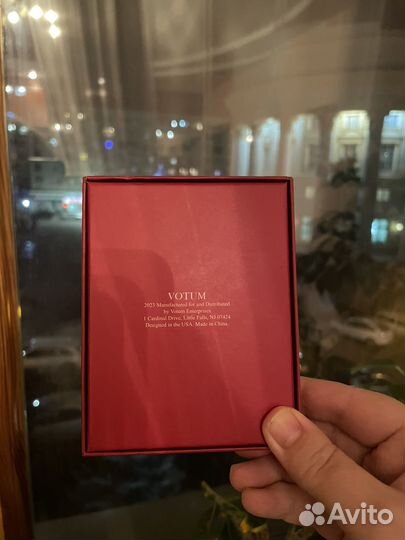 VOTUM
2023 Manufactured for and Distributed
by Votum Enterprises
1 Cardinal Drive, Little Falls, NJ 07424
Designed in the USA. Made in China.
Avito